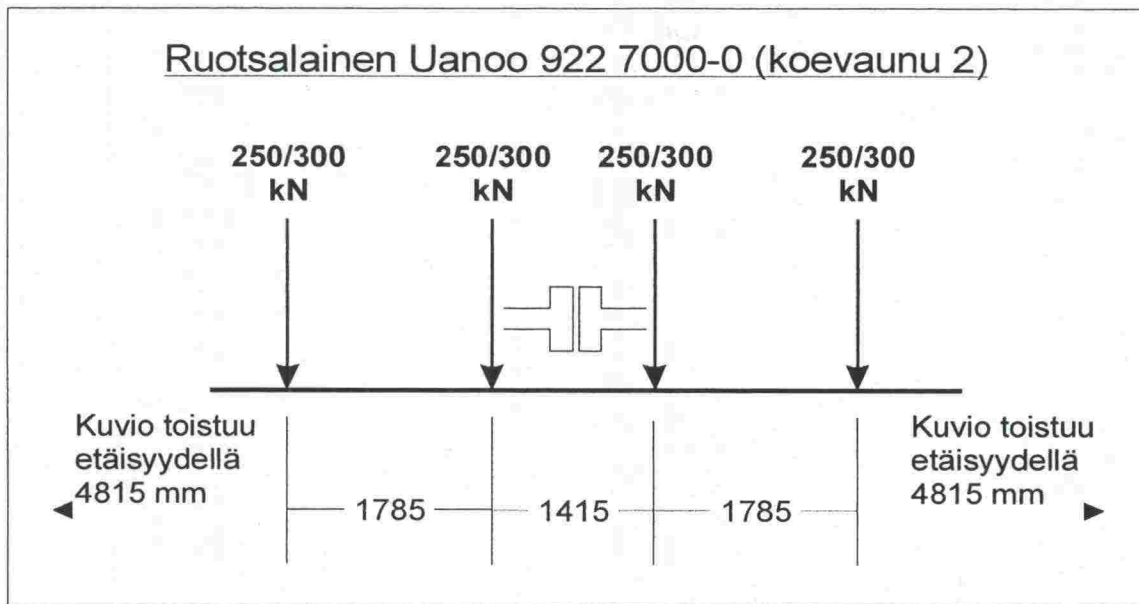 Ruotsalainen Uanoo 922 7000-0 (koevaunu 2)
250/300 250/300 250/300 250/300
kN kN kN kN
Kuvio toistuu
etäisyydellä
4815 mm
Kuvio toistuu
etäisyydellä
4815 mm
1785 1415 1785